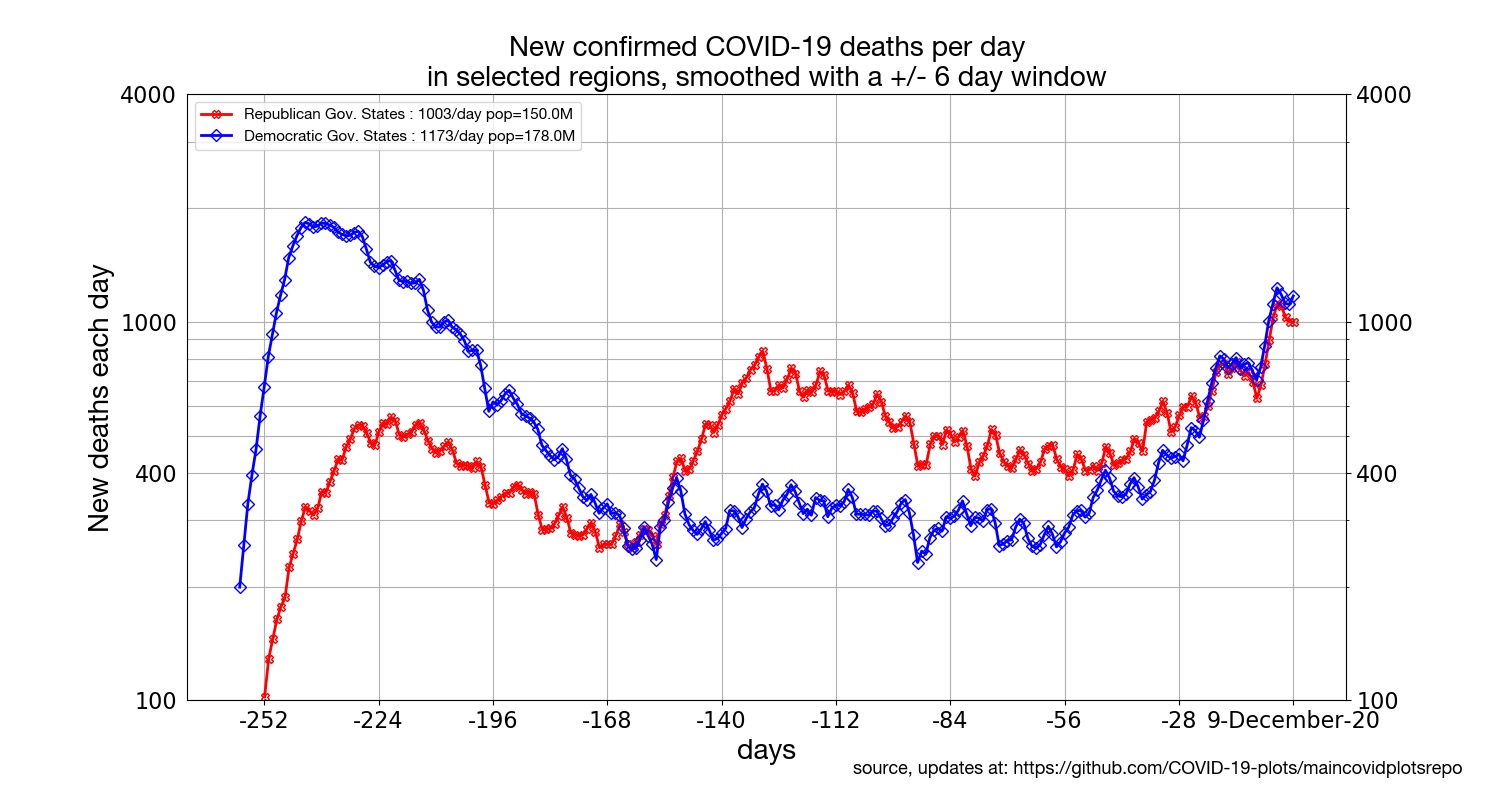 New confirmed COVID-19 deaths per day
in selected regions, smoothed with a +/- 6 day window
4000
4000
Republican Gov. States : 1003/day pop=150.0M
Democratic Gov. States : 1173/day pop=178.0M
New deaths each day
1000
1000
400
400
100
100
-252 -224 -196 -168 -140 -112 -84 -56 -28 9-December-20
days
source, updates at: https://github.com/COVID-19-plots/maincovidplotsrepo